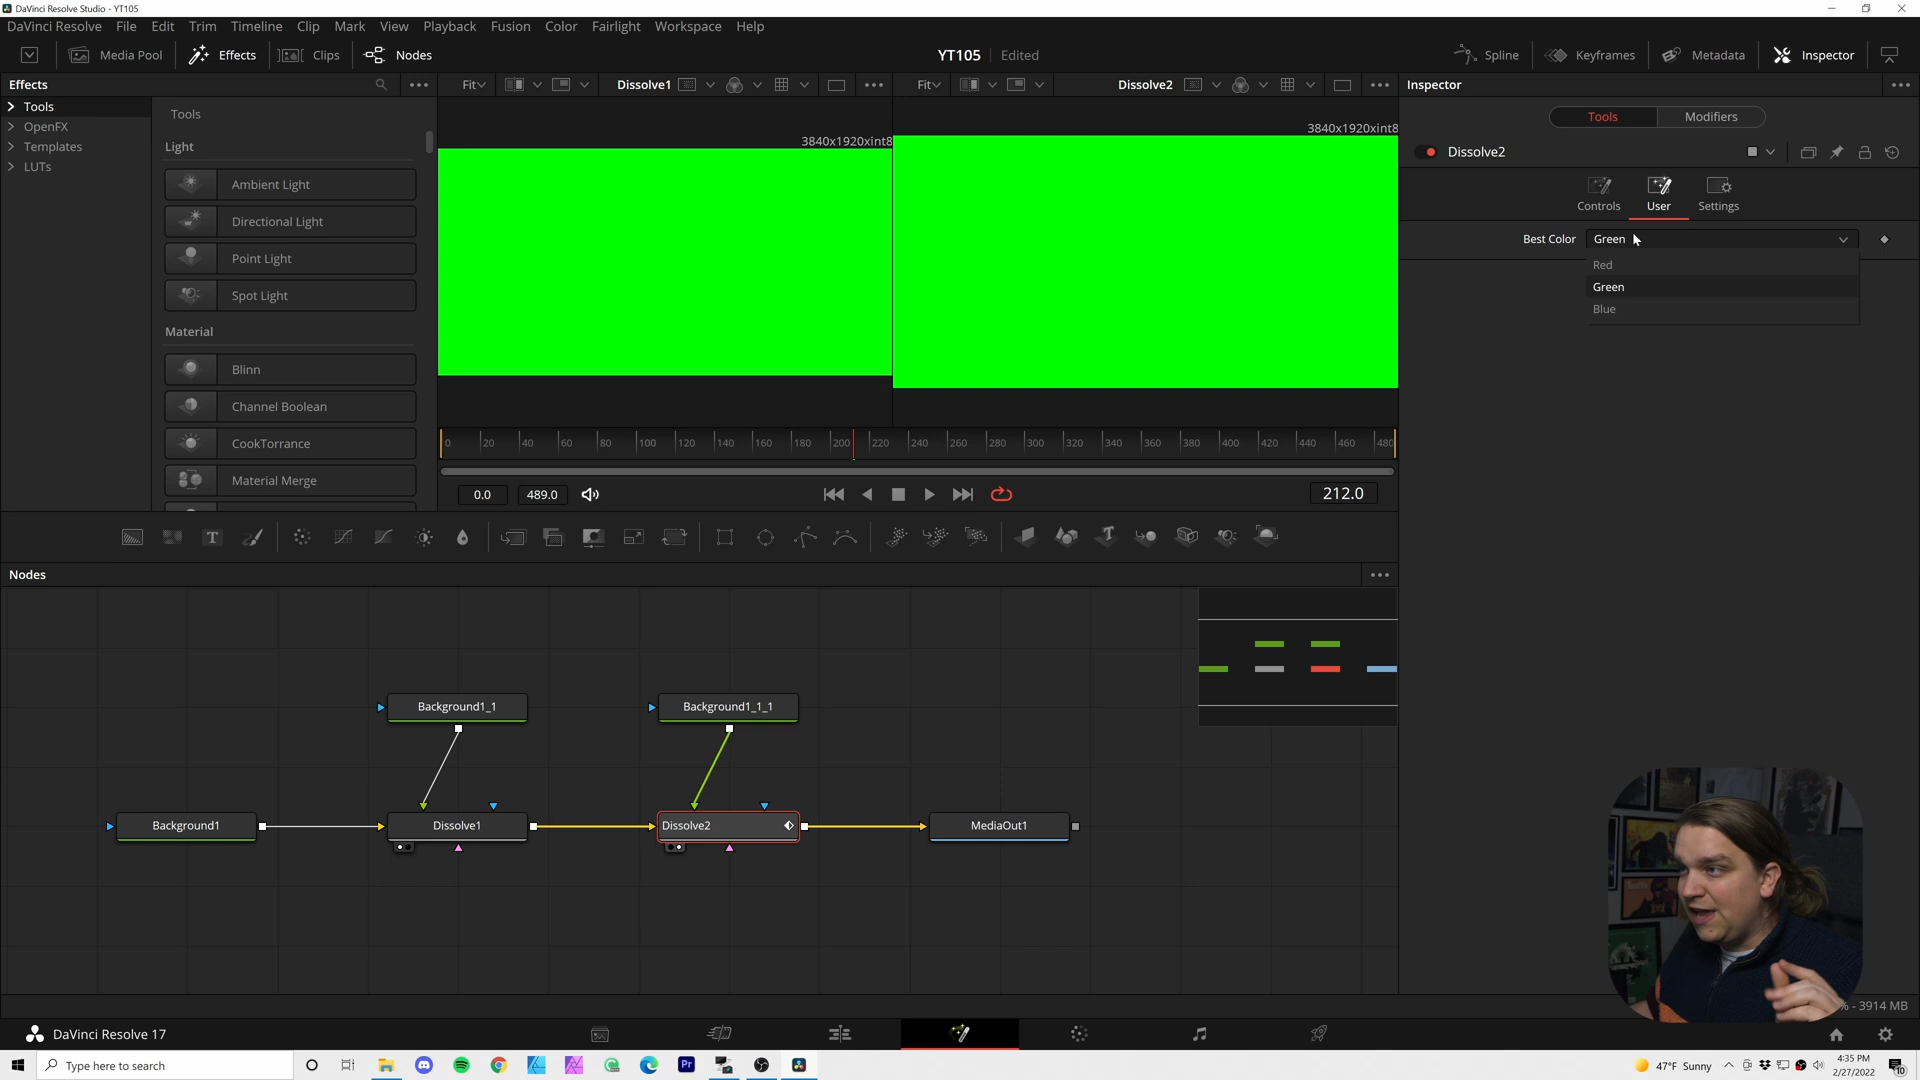 DaVinci Resolve Studio - YT105
DaVinci Resolve File Edit Trim Timeline Clip Mark View Playback Fusion Color Fairlight Workspace Help
Media Pool Effects Clips Nodes YT105 Edited Spline Keyframes Metadata Inspector
Effects Fit Dissolve1 Fit Dissolve2 Inspector
Tools
OpenFX
Templates
LUTs
Tools
Light
Ambient Light
Directional Light
Point Light
Spot Light
Material
Blinn
Channel Boolean
CookTorrance
Material Merge
3840x1920xint8
3840x1920xint8
Tools Modifiers
Dissolve2
Controls User Settings
Best Color Green
Red
Green
Blue
0 20 40 60 80 100 120 140 160 180 200 220 240 260 280 300 320 340 360 380 400 420 440 460 480
0.0 489.0 212.0
Nodes
Background1_1 Background1_1_1
Background1 Dissolve1 Dissolve2 MediaOut1
% - 3914 MB
DaVinci Resolve 17
Type here to search
47°F Sunny
4:35 PM
2/27/2022
10